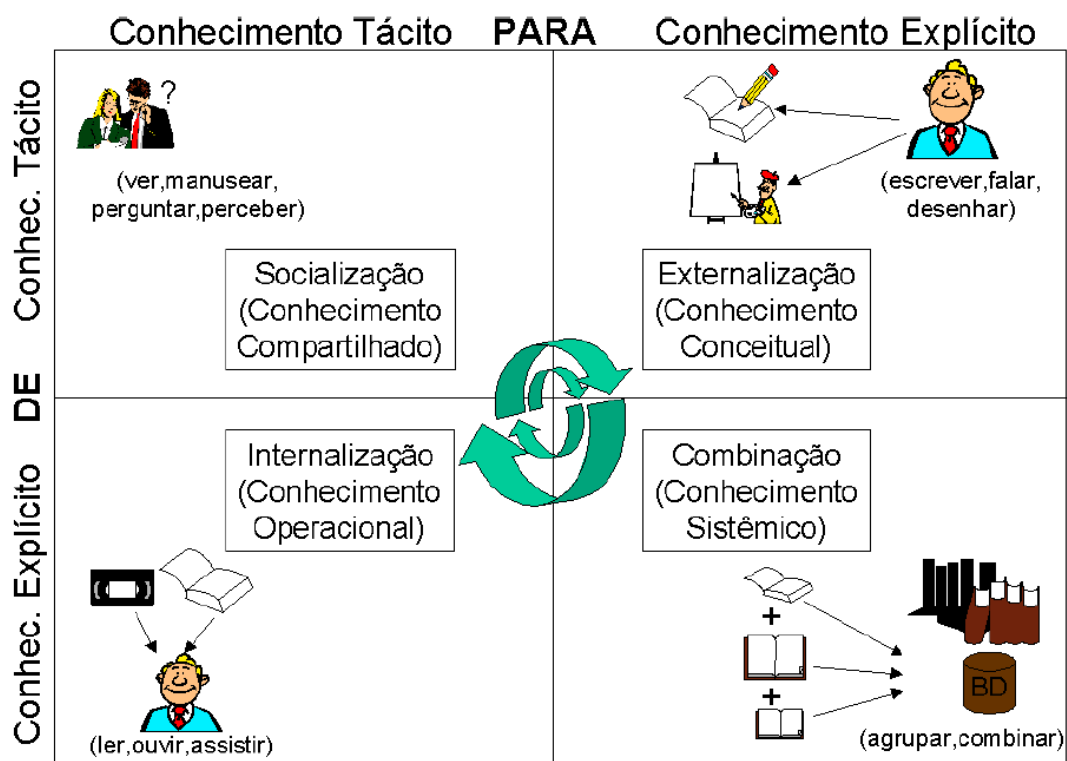 Conhecimento Tácito PARA Conhecimento Explícito
DE Conhec. Tácito
?
(ver,manusear,
perguntar,perceber)
(escrever,falar,
desenhar)
Socialização
(Conhecimento
Compartilhado)
Externalização
(Conhecimento
Conceitual)
Conhec. Explícito
Internalização
(Conhecimento
Operacional)
Combinação
(Conhecimento
Sistêmico)
+
+
BD
(ler,ouvir,assistir)
(agrupar,combinar)